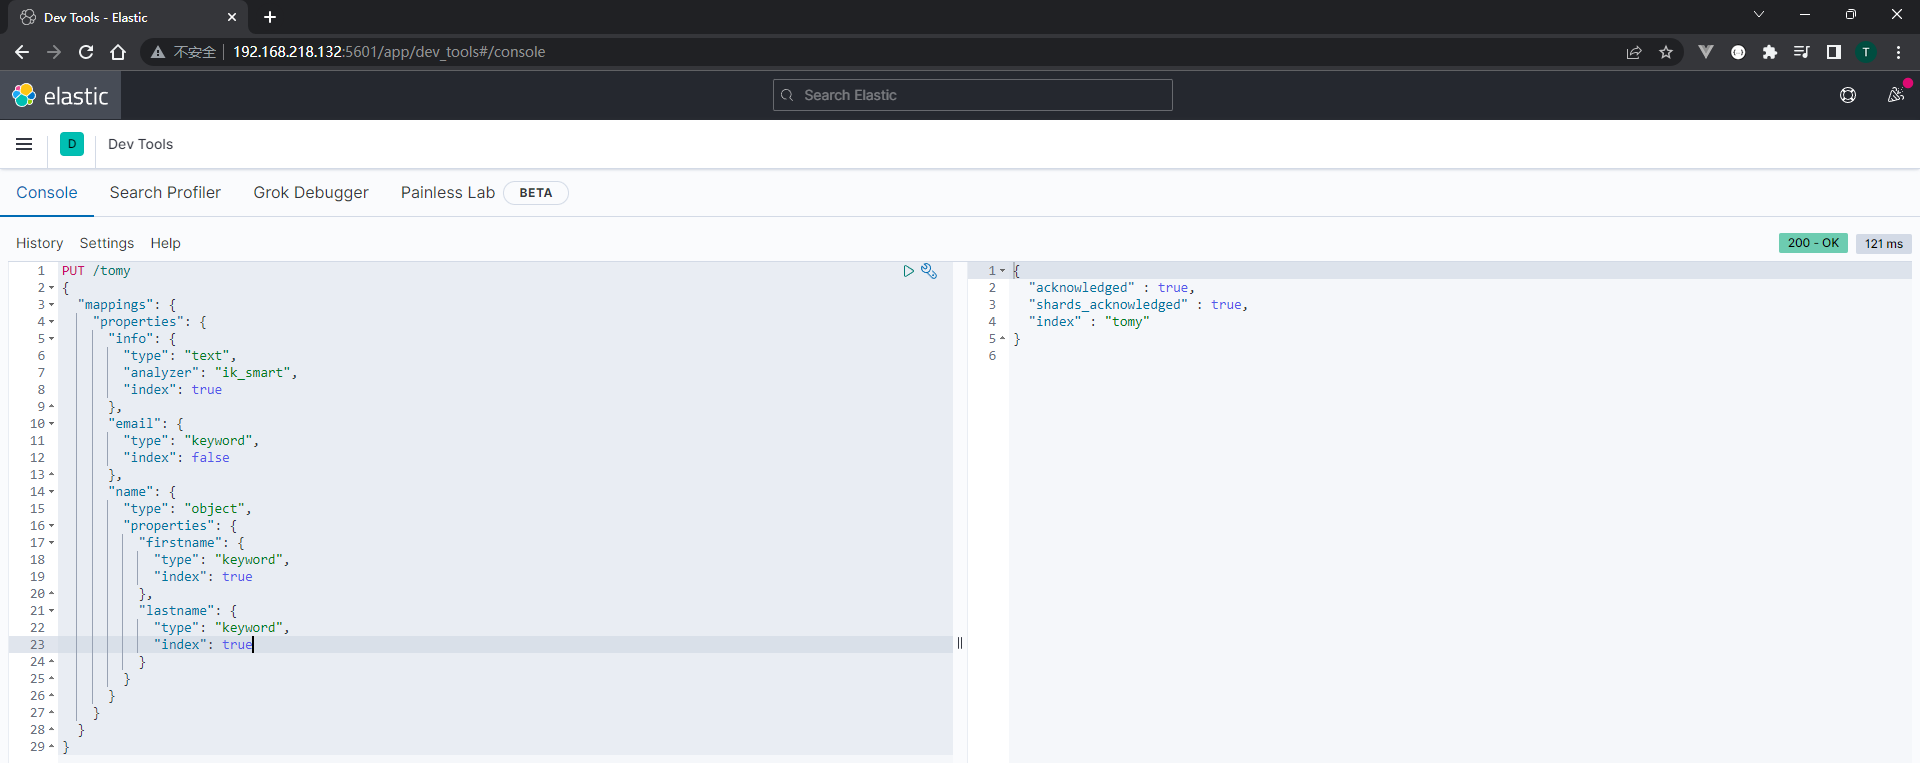 Dev Tools - Elastic
不安全 192.168.218.132:5601/app/dev_tools#/console
T
elastic
Search Elastic
D
Dev Tools
Console Search Profiler Grok Debugger Painless Lab BETA
History Settings Help
200 - OK 121 ms
1 PUT /tomy
2 {
3 "mappings": {
4 "properties": {
5 "info": {
6 "type": "text",
7 "analyzer": "ik_smart",
8 "index": true
9 },
10 "email": {
11 "type": "keyword",
12 "index": false
13 },
14 "name": {
15 "type": "object",
16 "properties": {
17 "firstname": {
18 "type": "keyword",
19 "index": true
20 },
21 "lastname": {
22 "type": "keyword",
23 "index": true
24 }
25 }
26 }
27 }
28 }
29 }
1 {
2 "acknowledged" : true,
3 "shards_acknowledged" : true,
4 "index" : "tomy"
5 }
6